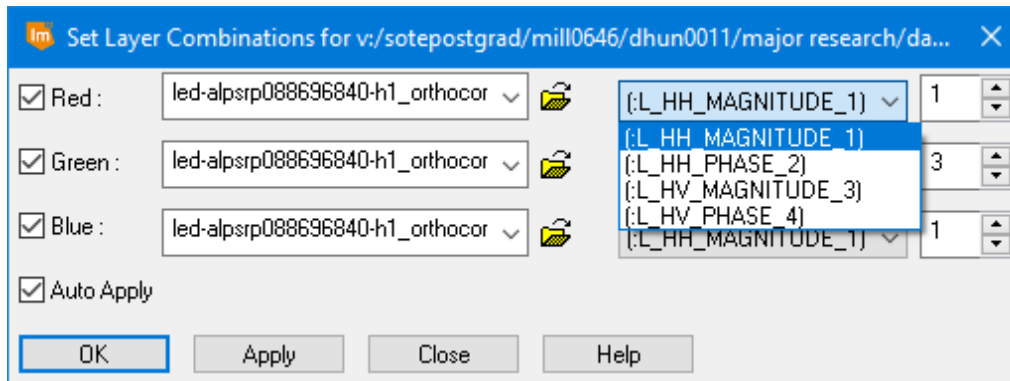 Im Set Layer Combinations for v:/sotepostgrad/mill0646/dhun0011/major research/da...
Red : led-alpsrp088696840-h1_orthocor (:L_HH_MAGNITUDE_1) 1
(:L_HH_MAGNITUDE_1)
(:L_HH_PHASE_2)
Green : led-alpsrp088696840-h1_orthocor 3
(:L_HV_MAGNITUDE_3)
(:L_HV_PHASE_4)
Blue : led-alpsrp088696840-h1_orthocor (:L_HH_MAGNITUDE_1) 1
Auto Apply
OK Apply Close Help